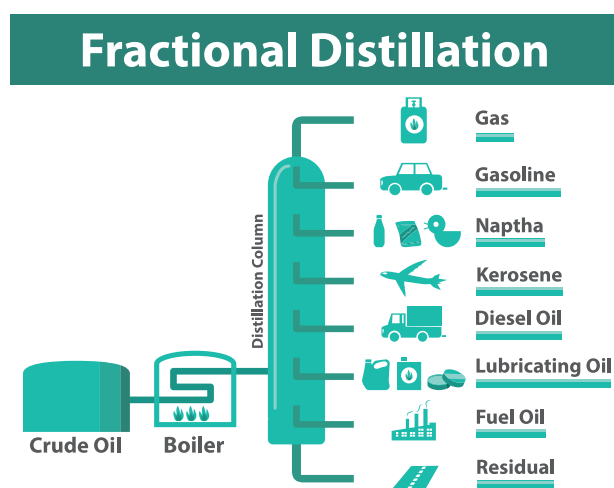 Fractional Distillation
Gas
Gasoline
Naptha
Kerosene
Diesel Oil
Lubricating Oil
Fuel Oil
Residual
Distillation Column
Crude Oil
Boiler